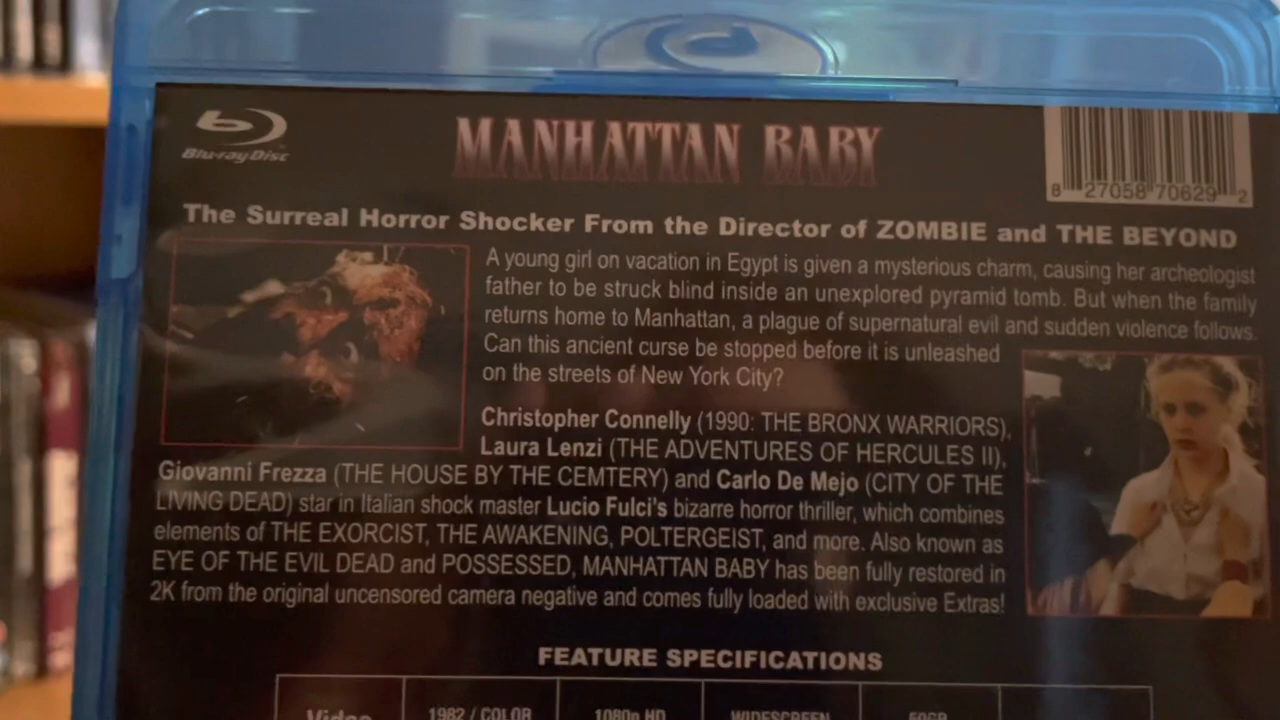 Blu-ray Disc
MANHATTAN BABY
8 27058 70629 2
The Surreal Horror Shocker From the Director of ZOMBIE and THE BEYOND
A young girl on vacation in Egypt is given a mysterious charm, causing her archeologist
father to be struck blind inside an unexplored pyramid tomb. But when the family
returns home to Manhattan, a plague of supernatural evil and sudden violence follows.
Can this ancient curse be stopped before it is unleashed
on the streets of New York City?
Christopher Connelly (1990: THE BRONX WARRIORS),
Laura Lenzi (THE ADVENTURES OF HERCULES II),
Giovanni Frezza (THE HOUSE BY THE CEMTERY) and Carlo De Mejo (CITY OF THE
LIVING DEAD) star in Italian shock master Lucio Fulci's bizarre horror thriller, which combines
elements of THE EXORCIST, THE AWAKENING, POLTERGEIST, and more. Also known as
EYE OF THE EVIL DEAD and POSSESSED, MANHATTAN BABY has been fully restored in
2K from the original uncensored camera negative and comes fully loaded with exclusive Extras!
FEATURE SPECIFICATIONS
Video 1982 / COLOR 1080p HD WIDESCREEN 50GB